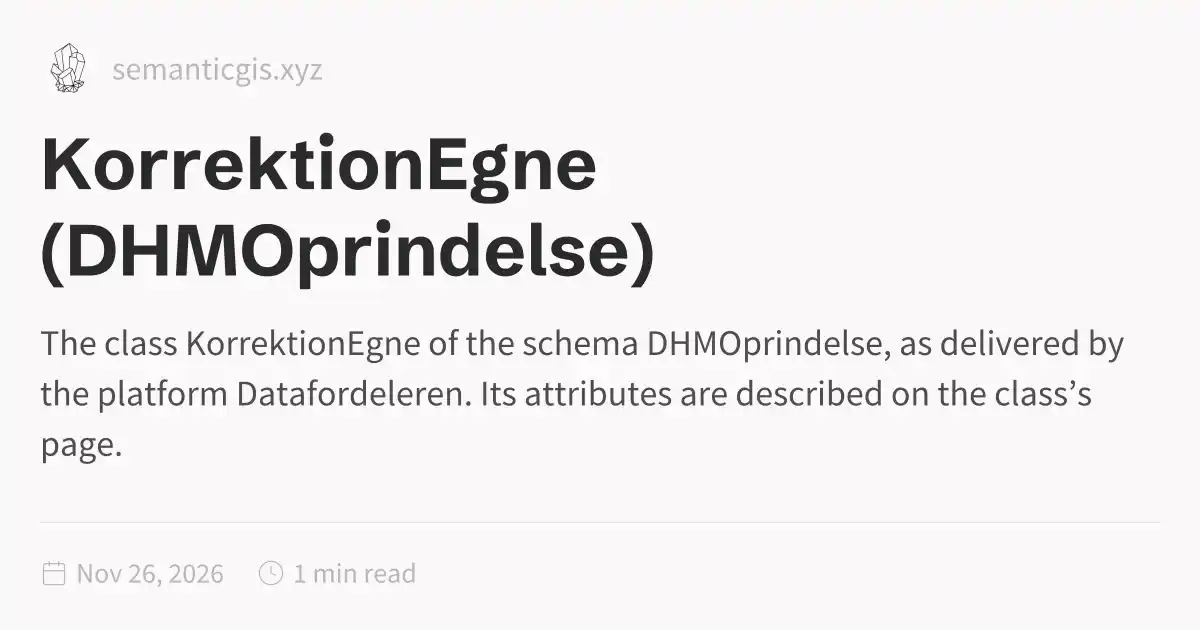 semanticgis.xyz
KorrektionEgne
(DHMOprindelse)
The class KorrektionEgne of the schema DHMOprindelse, as delivered by
the platform Datafordeleren. Its attributes are described on the class’s
page.
Nov 26, 2026 1 min read